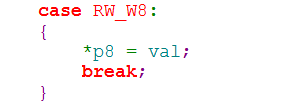 case RW_W8:
{
    *p8 = val;
    break;
}